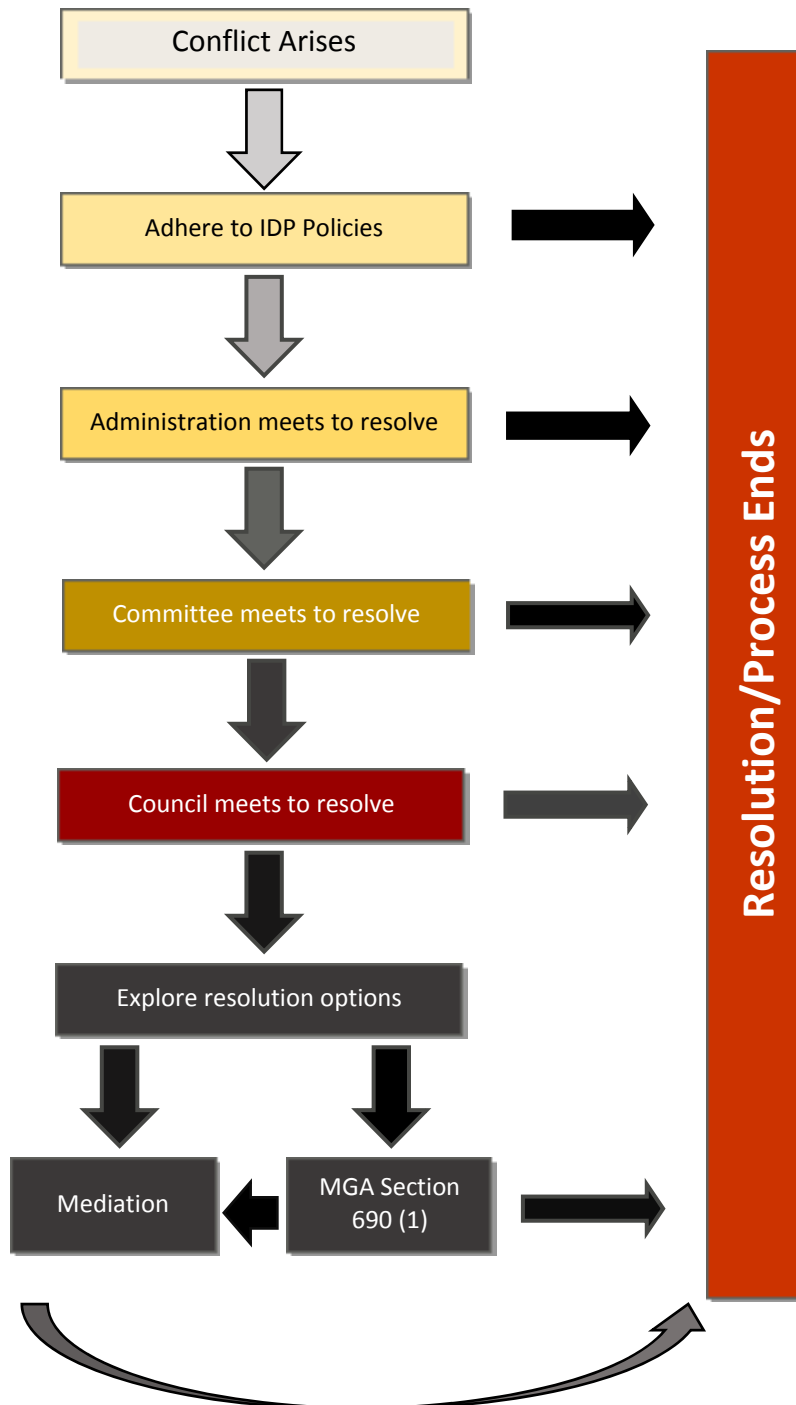 Conflict Arises
Adhere to IDP Policies
Administration meets to resolve
Committee meets to resolve
Council meets to resolve
Explore resolution options
Mediation
MGA Section
690 (1)
Resolution/Process Ends